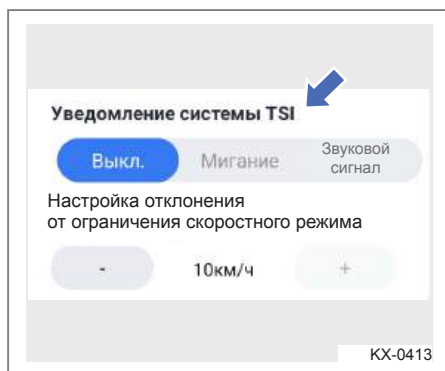 Уведомление системы TSI
Выкл.
Мигание
Звуковой
сигнал
Настройка отклонения
от ограничения скоростного режима
-
10км/ч
+
KX-0413